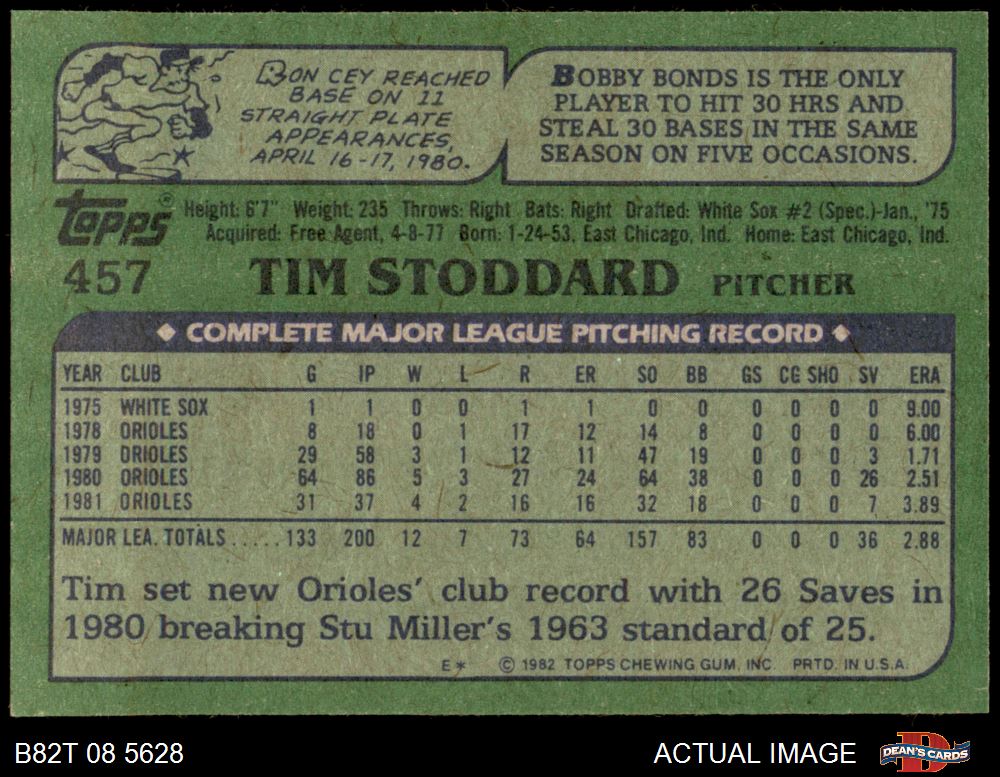 RON CEY REACHED
BASE ON 11
STRAIGHT PLATE
APPEARANCES,
APRIL 16-17, 1980.
BOBBY BONDS IS THE ONLY
PLAYER TO HIT 30 HRS AND
STEAL 30 BASES IN THE SAME
SEASON ON FIVE OCCASIONS.
Topps®
Height: 6'7" Weight: 235 Throws: Right Bats: Right Drafted: White Sox #2 (Spec.)-Jan., '75
Acquired: Free Agent, 4-8-77 Born: 1-24-53, East Chicago, Ind. Home: East Chicago, Ind.
457 TIM STODDARD PITCHER
◆ COMPLETE MAJOR LEAGUE PITCHING RECORD ◆
YEAR CLUB G IP W L R ER SO BB GS CG SHO SV ERA
1975 WHITE SOX 1 1 0 0 1 1 0 0 0 0 0 0 9.00
1978 ORIOLES 8 18 0 1 17 12 14 8 0 0 0 0 6.00
1979 ORIOLES 29 58 3 1 12 11 47 19 0 0 0 3 1.71
1980 ORIOLES 64 86 5 3 27 24 64 38 0 0 0 26 2.51
1981 ORIOLES 31 37 4 2 16 16 32 18 0 0 0 7 3.89
MAJOR LEA. TOTALS.....133 200 12 7 73 64 157 83 0 0 0 36 2.88
Tim set new Orioles' club record with 26 Saves in
1980 breaking Stu Miller's 1963 standard of 25.
E* © 1982 TOPPS CHEWING GUM, INC. PRTD. IN U.S.A.
B82T 08 5628 ACTUAL IMAGE DEAN'S CARDS